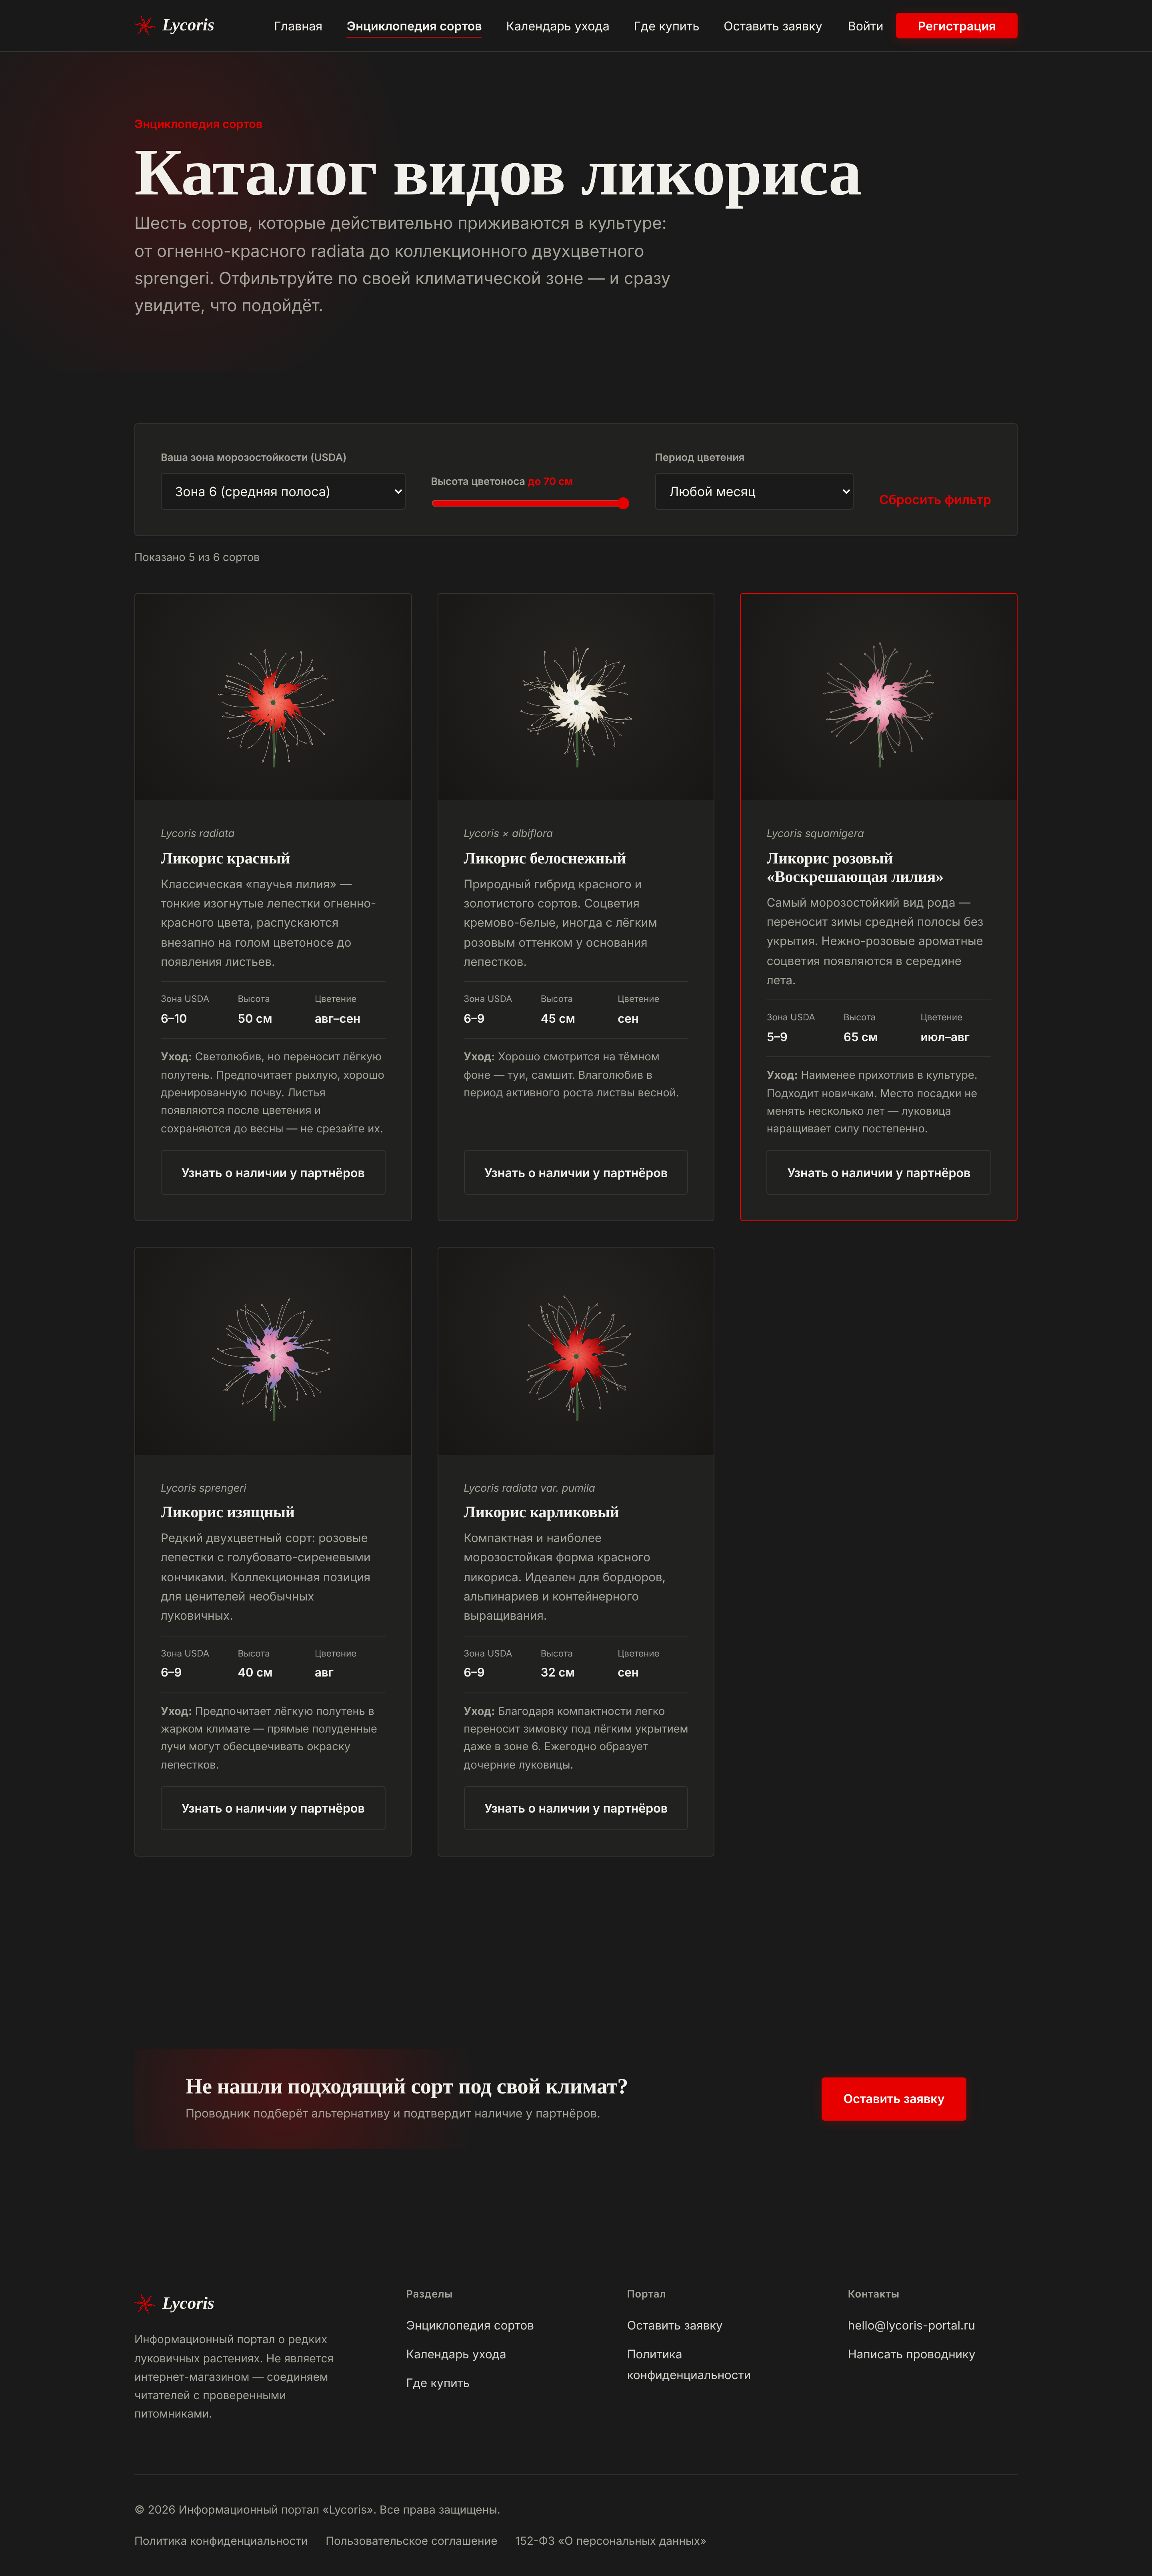 Lycoris
Главная
Энциклопедия сортов
Календарь ухода
Где купить
Оставить заявку
Войти
Регистрация
Энциклопедия сортов
Каталог видов ликориса
Шесть сортов, которые действительно приживаются в культуре:
от огненно-красного radiata до коллекционного двухцветного
sprengeri. Отфильтруйте по своей климатической зоне — и сразу
увидите, что подойдёт.
Ваша зона морозостойкости (USDA)
Зона 6 (средняя полоса)
Высота цветоноса до 70 см
Период цветения
Любой месяц
Сбросить фильтр
Показано 5 из 6 сортов
Lycoris radiata
Ликорис красный
Классическая «паучья лилия» —
тонкие изогнутые лепестки огненно-
красного цвета, распускаются
внезапно на голом цветоносе до
появления листьев.
Зона USDA
Высота
Цветение
6–10
50 см
авг–сен
Уход: Светолюбив, но переносит лёгкую
полутень. Предпочитает рыхлую, хорошо
дренированную почву. Листья
появляются после цветения и
сохраняются до весны — не срезайте их.
Узнать о наличии у партнёров
Lycoris × albiflora
Ликорис белоснежный
Природный гибрид красного и
золотистого сортов. Соцветия
кремово-белые, иногда с лёгким
розовым оттенком у основания
лепестков.
Зона USDA
Высота
Цветение
6–9
45 см
сен
Уход: Хорошо смотрится на тёмном
фоне — туи, самшит. Влаголюбив в
период активного роста листвы весной.
Узнать о наличии у партнёров
Lycoris squamigera
Ликорис розовый
«Воскрешающая лилия»
Самый морозостойкий вид рода —
переносит зимы средней полосы без
укрытия. Нежно-розовые ароматные
соцветия появляются в середине
лета.
Зона USDA
Высота
Цветение
5–9
65 см
июл–авг
Уход: Наименее прихотлив в культуре.
Подходит новичкам. Место посадки не
менять несколько лет — луковица
наращивает силу постепенно.
Узнать о наличии у партнёров
Lycoris sprengeri
Ликорис изящный
Редкий двухцветный сорт: розовые
лепестки с голубовато-сиреневыми
кончиками. Коллекционная позиция
для ценителей необычных
луковичных.
Зона USDA
Высота
Цветение
6–9
40 см
авг
Уход: Предпочитает лёгкую полутень в
жарком климате — прямые полуденные
лучи могут обесцвечивать окраску
лепестков.
Узнать о наличии у партнёров
Lycoris radiata var. pumila
Ликорис карликовый
Компактная и наиболее
морозостойкая форма красного
ликориса. Идеален для бордюров,
альпинариев и контейнерного
выращивания.
Зона USDA
Высота
Цветение
6–9
32 см
сен
Уход: Благодаря компактности легко
переносит зимовку под лёгким укрытием
даже в зоне 6. Ежегодно образует
дочерние луковицы.
Узнать о наличии у партнёров
Не нашли подходящий сорт под свой климат?
Проводник подберёт альтернативу и подтвердит наличие у партнёров.
Оставить заявку
Lycoris
Информационный портал о редких
луковичных растениях. Не является
интернет-магазином — соединяем
читателей с проверенными
питомниками.
Разделы
Энциклопедия сортов
Календарь ухода
Где купить
Портал
Оставить заявку
Политика
конфиденциальности
Контакты
hello@lycoris-portal.ru
Написать проводнику
© 2026 Информационный портал «Lycoris». Все права защищены.
Политика конфиденциальности
Пользовательское соглашение
152-ФЗ «О персональных данных»